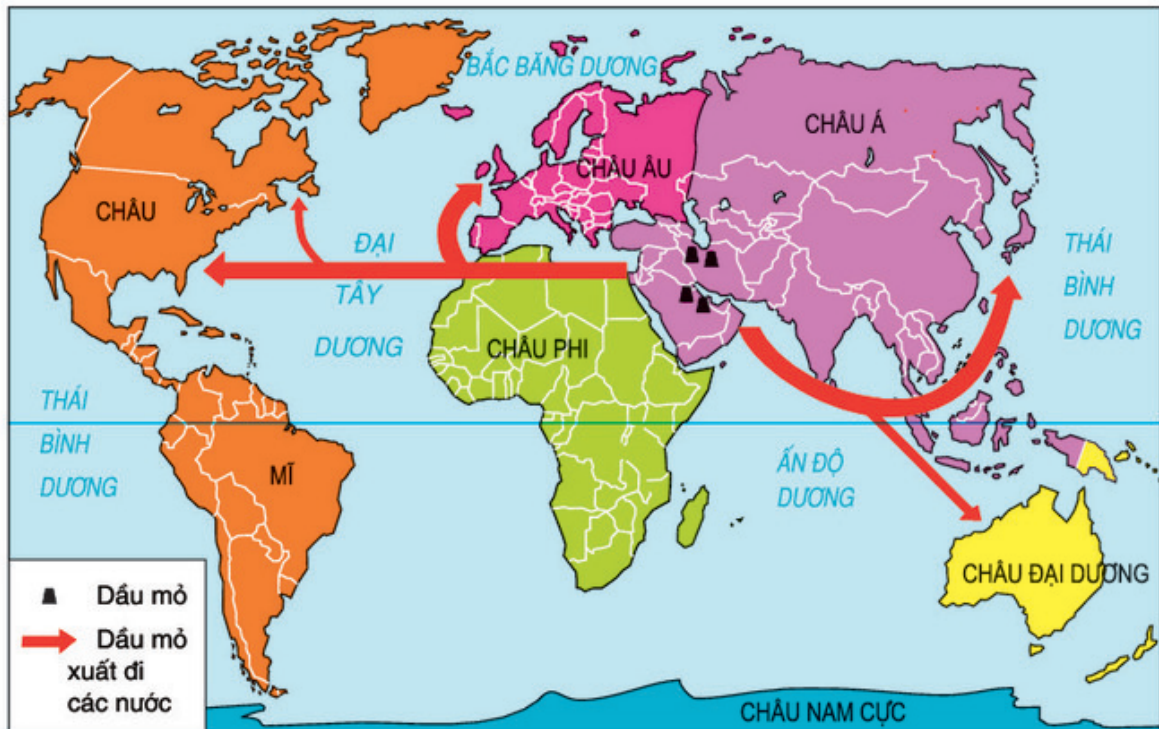 BẮC BĂNG DƯƠNG
CHÂU Á
CHÂU ÂU
CHÂU
ĐẠI
TÂY
DƯƠNG
THÁI
BÌNH
DƯƠNG
CHÂU PHI
THÁI
BÌNH
DƯƠNG
MĨ
ẤN ĐỘ
DƯƠNG
CHÂU ĐẠI DƯƠNG
Dầu mỏ
Dầu mỏ
xuất đi
các nước
CHÂU NAM CỰC